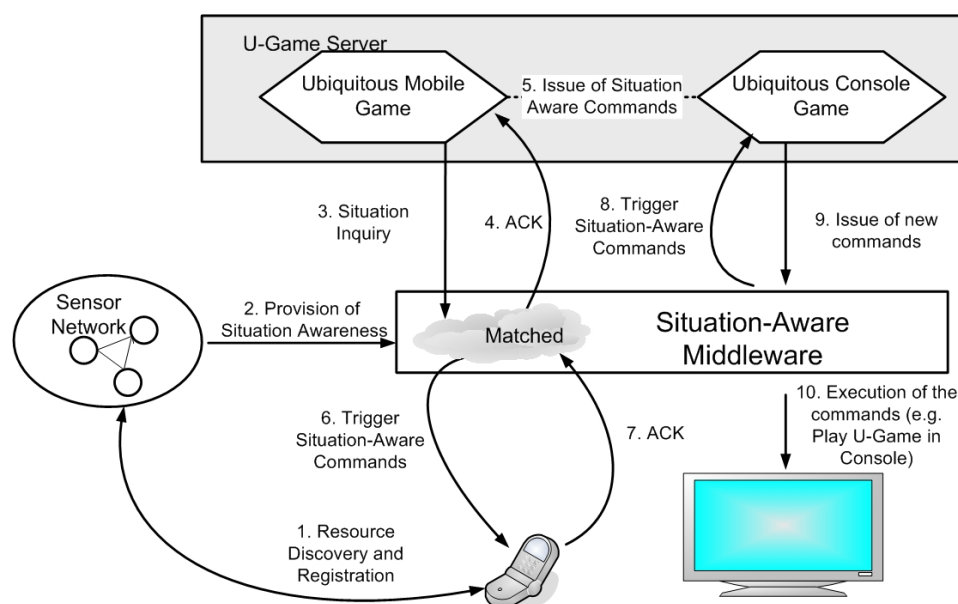 U-Game Server
Ubiquitous Mobile
Game
5. Issue of Situation
Aware Commands
Ubiquitous Console
Game
3. Situation
Inquiry
4. ACK
8. Trigger
Situation-Aware
Commands
9. Issue of new
commands
Sensor
Network
2. Provision of
Situation Awareness
Matched
Situation-Aware
Middleware
6. Trigger
Situation-Aware
Commands
7. ACK
10. Execution of the
commands (e.g.
Play U-Game in
Console)
1. Resource
Discovery and
Registration